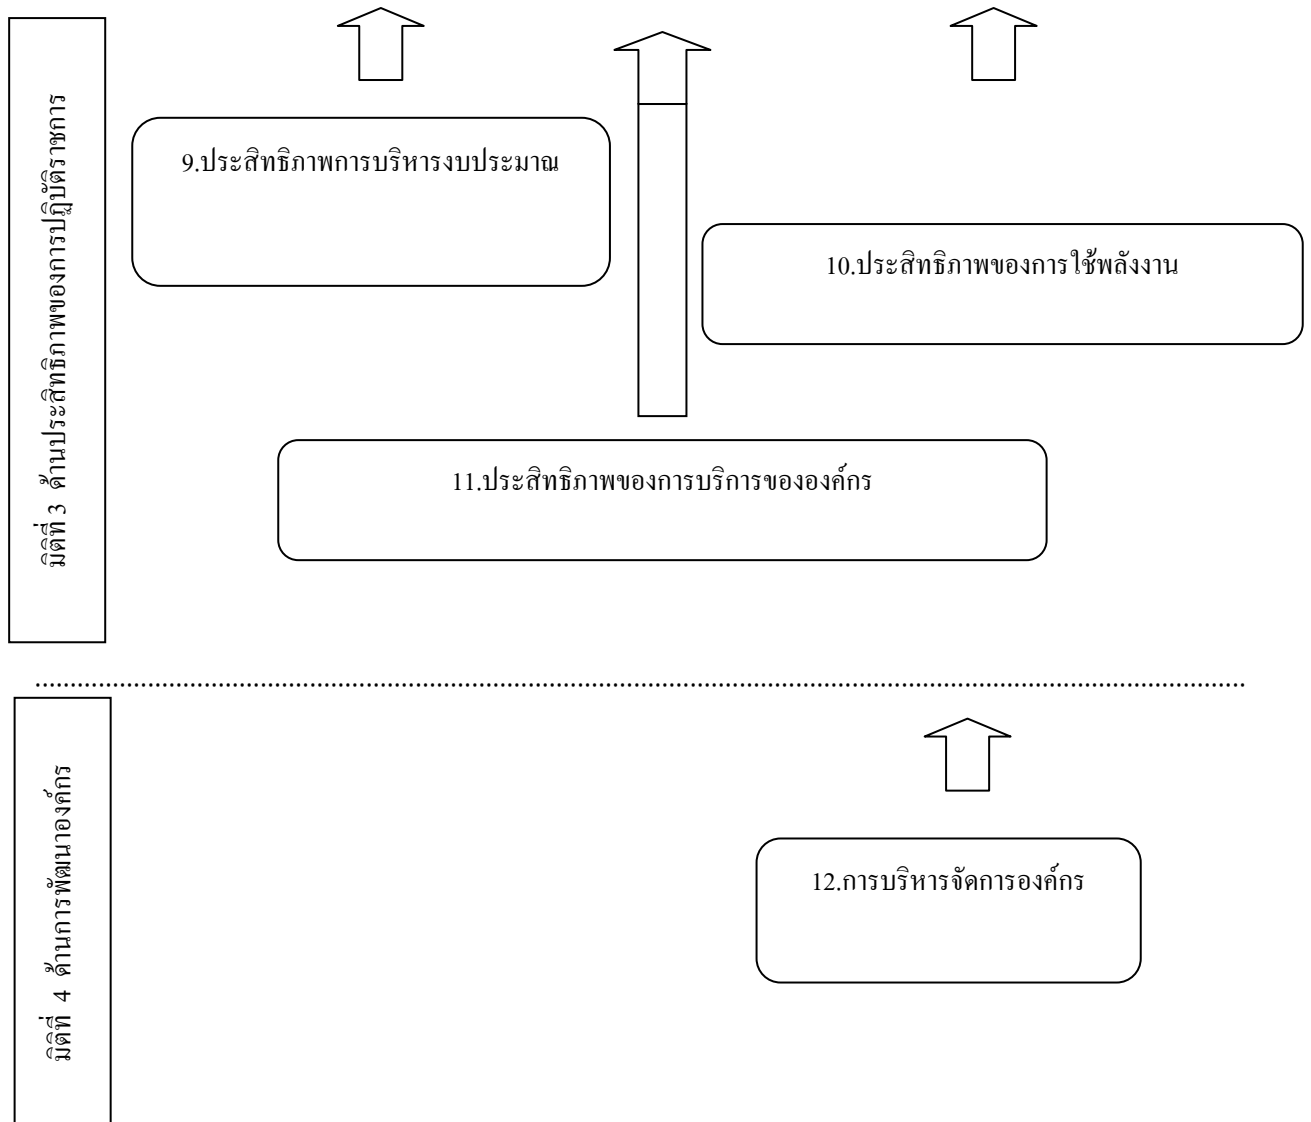 มิติที่ 3 ด้านประสิทธิภาพของการปฏิบัติราชการ
9.ประสิทธิภาพการบริหารงบประมาณ
10.ประสิทธิภาพของการใช้พลังงาน
11.ประสิทธิภาพของการบริการขององค์กร
มิติที่ 4 ด้านการพัฒนาองค์กร
12.การบริหารจัดการองค์กร